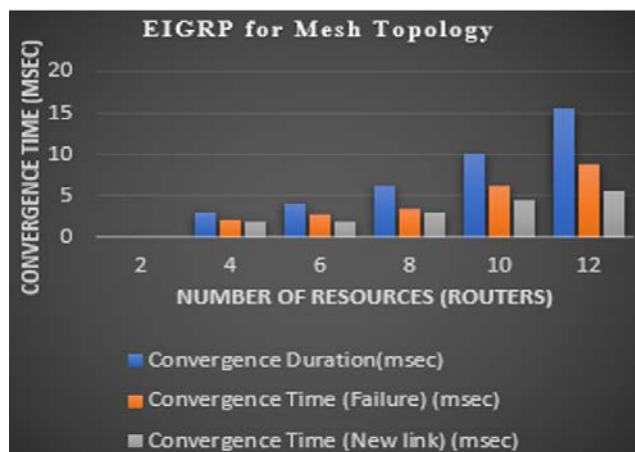 EIGRP for Mesh Topology
CONVERGENCE TIME (MSEC)
20
15
10
5
0
2 4 6 8 10 12
NUMBER OF RESOURCES (ROUTERS)
Convergence Duration(msec)
Convergence Time (Failure) (msec)
Convergence Time (New link) (msec)